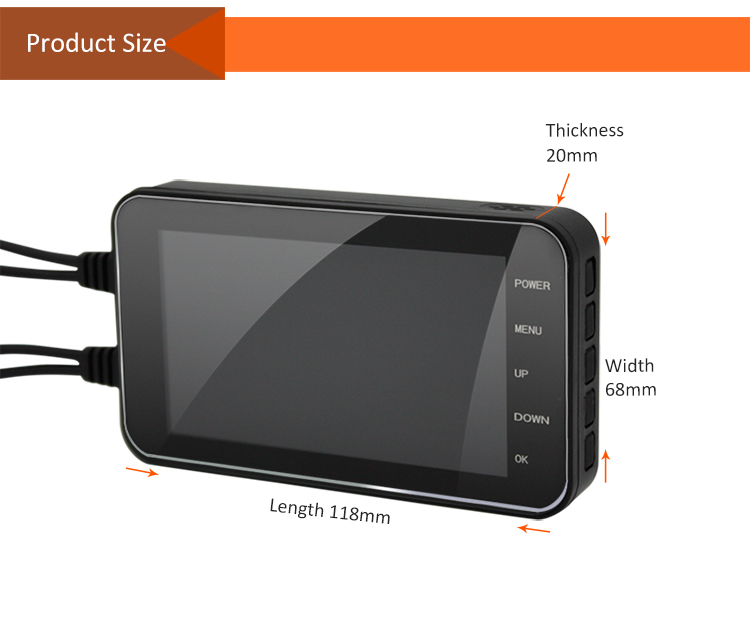 Product Size
Thickness
20mm
POWER
MENU
UP
DOWN
OK
Width
68mm
Length 118mm